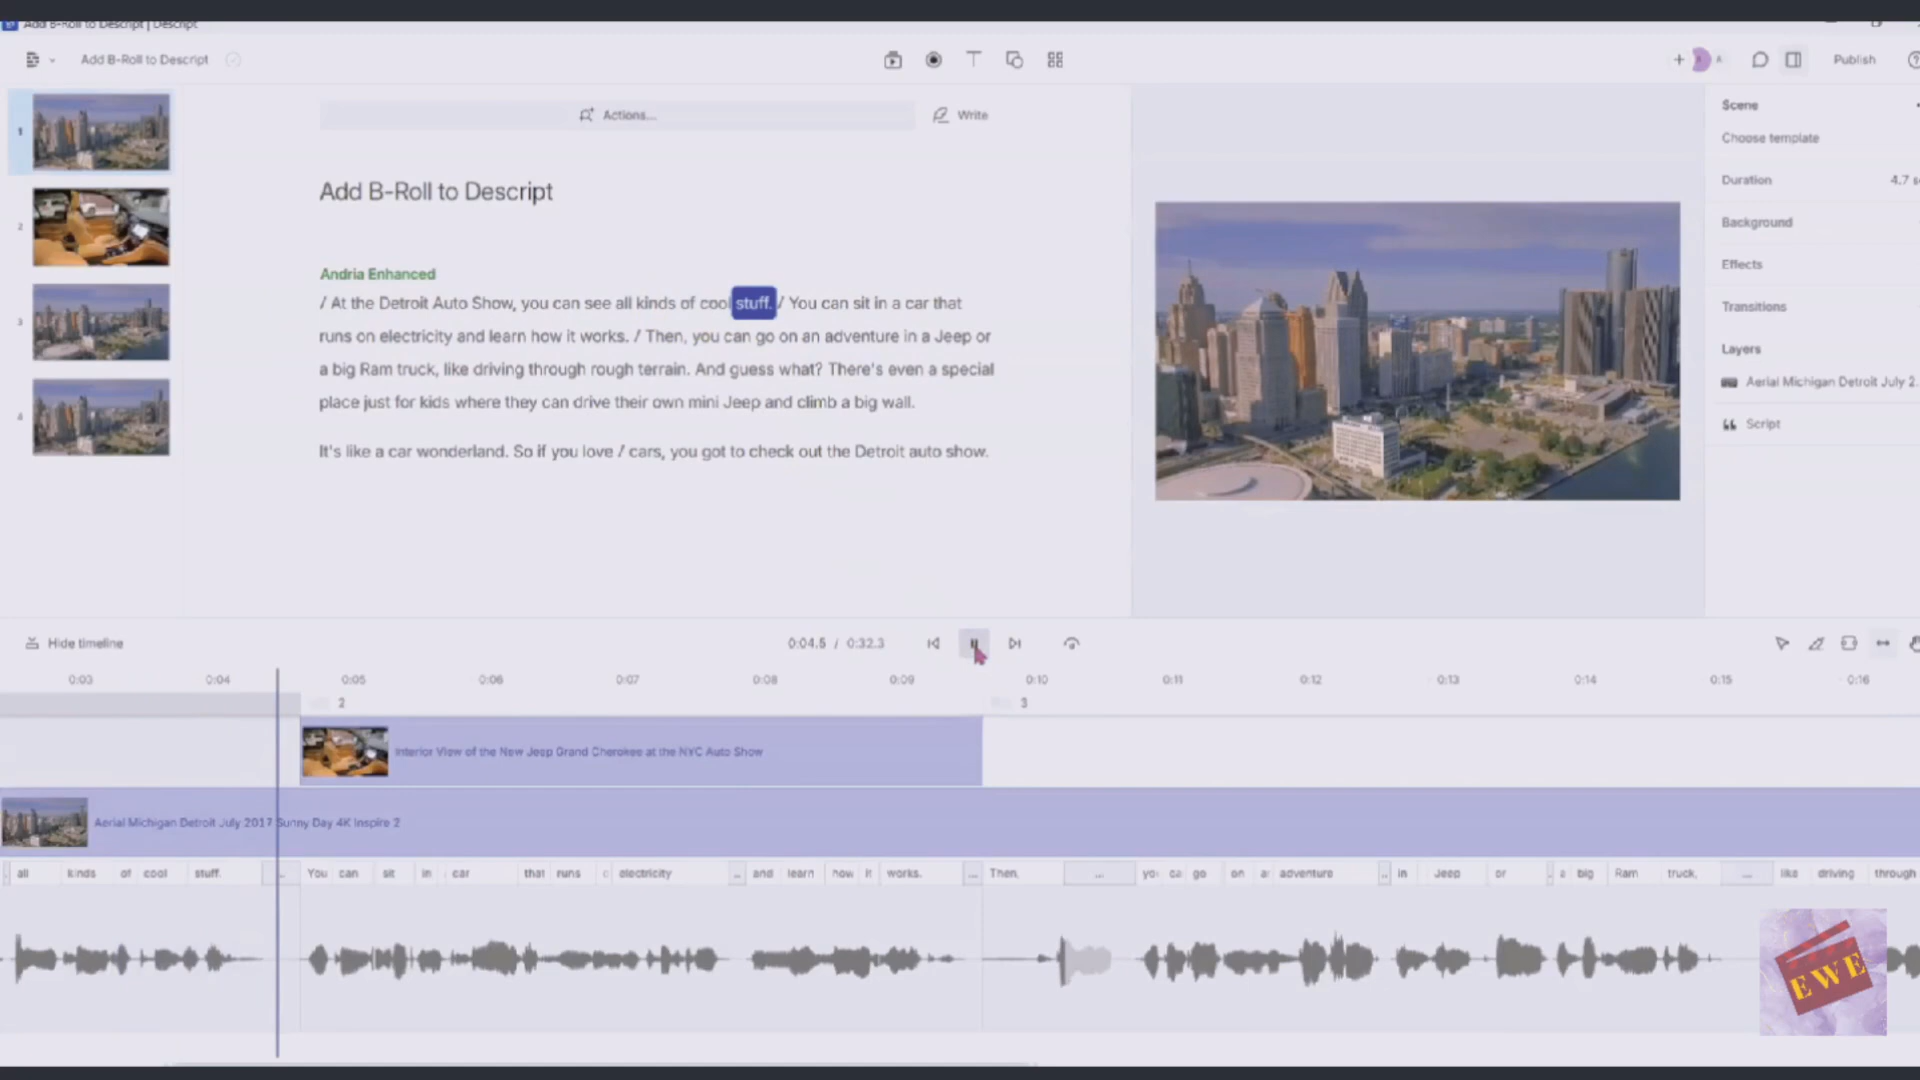 Add B-Roll to Descript | Descript
Add B-Roll to Descript
Publish
1
2
3
4
Actions...
Write
Add B-Roll to Descript
Andria Enhanced
/ At the Detroit Auto Show, you can see all kinds of cool stuff. / You can sit in a car that
runs on electricity and learn how it works. / Then, you can go on an adventure in a Jeep or
a big Ram truck, like driving through rough terrain. And guess what? There's even a special
place just for kids where they can drive their own mini Jeep and climb a big wall.
It's like a car wonderland. So if you love / cars, you got to check out the Detroit auto show.
Scene
Choose template
Duration 4.7
Background
Effects
Transitions
Layers
Aerial Michigan Detroit July 2...
Script
Hide timeline
0:04.5 / 0:32.3
0:03 0:04 0:05 0:06 0:07 0:08 0:09 0:10 0:11 0:12 0:13 0:14 0:15 0:16
2 3
Interior View of the New Jeep Grand Cherokee at the NYC Auto Show
Aerial Michigan Detroit July 2017 Sunny Day 4K Inspire 2
all kinds of cool stuff. ... You can sit in car that runs electricity ... and learn how it works. ... Then, ... go on adventure .. in Jeep or a big Ram truck, ... like driving through
EWE